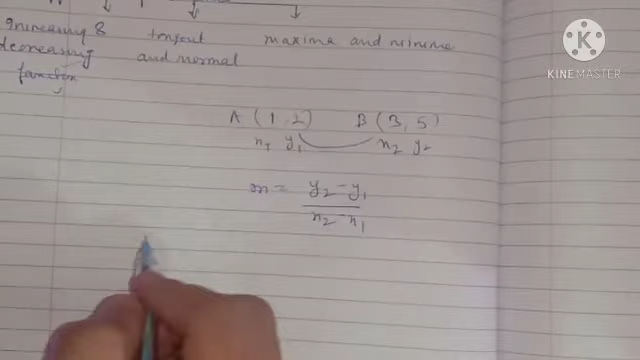 increasing & tangent maxima and minima
decreasing and normal
function
A (1, 2) B (3, 5)
x₁ y₁ x₂ y₂
m = y₂ - y₁
x₂ - x₁
KINEMASTER